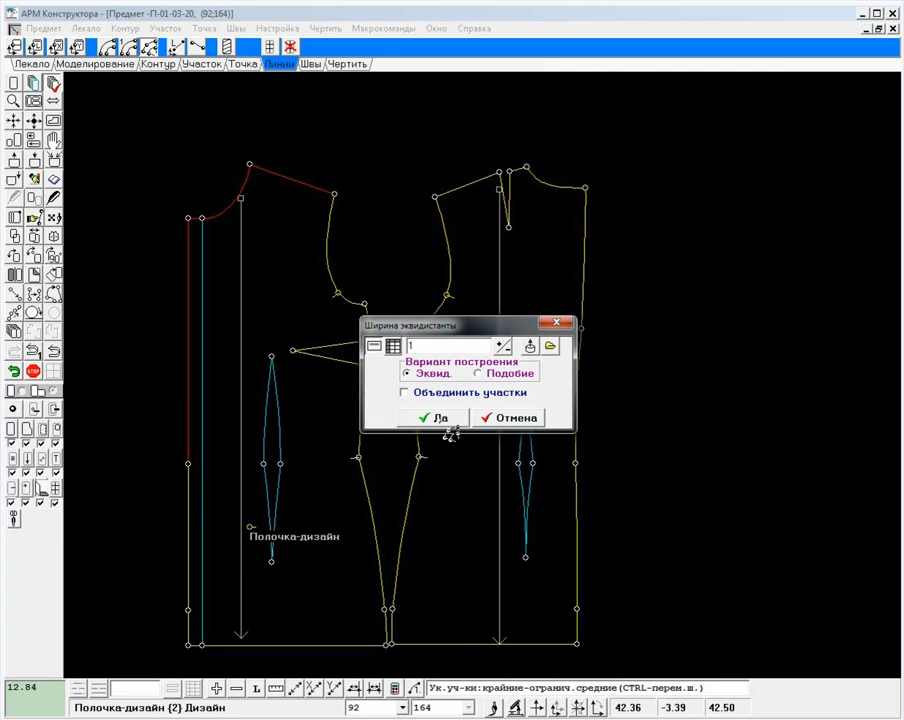 АРМ Конструктора - [Предмет -П-01-03-20, (92;164)]
Предмет Лекало Контур Участок Точка Швы Настройка Чертить Макрокоманды Окно Справка
Лекало Моделирование Контур Участок Точка Линии Швы Чертить
Ширина эквидистанты
1
Вариант построения
Эквид. Подобие
Объединить участки
Да Отмена
Полочка-дизайн
12.84
L
Ук.уч-ки:крайние-огранич.средние(CTRL-перем.ш.)
Полочка-дизайн {2} Дизайн
92 164
42.36 -3.39 42.50